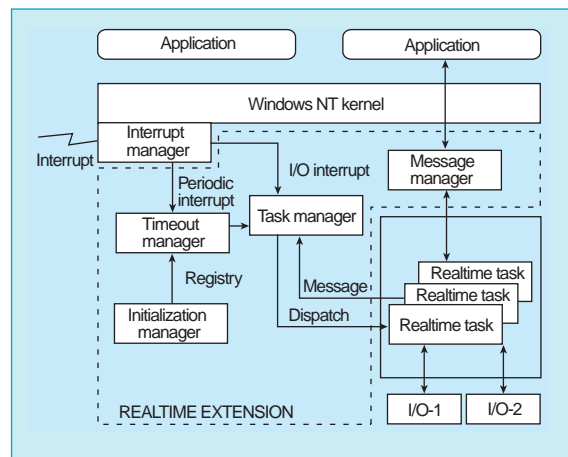 Application
Application
Windows NT kernel
Interrupt
manager
Interrupt
I/O interrupt
Message
manager
Periodic
interrupt
Task manager
Timeout
manager
Registry
Message
Realtime task
Realtime task
Realtime task
Initialization
manager
Dispatch
REALTIME EXTENSION
I/O-1
I/O-2